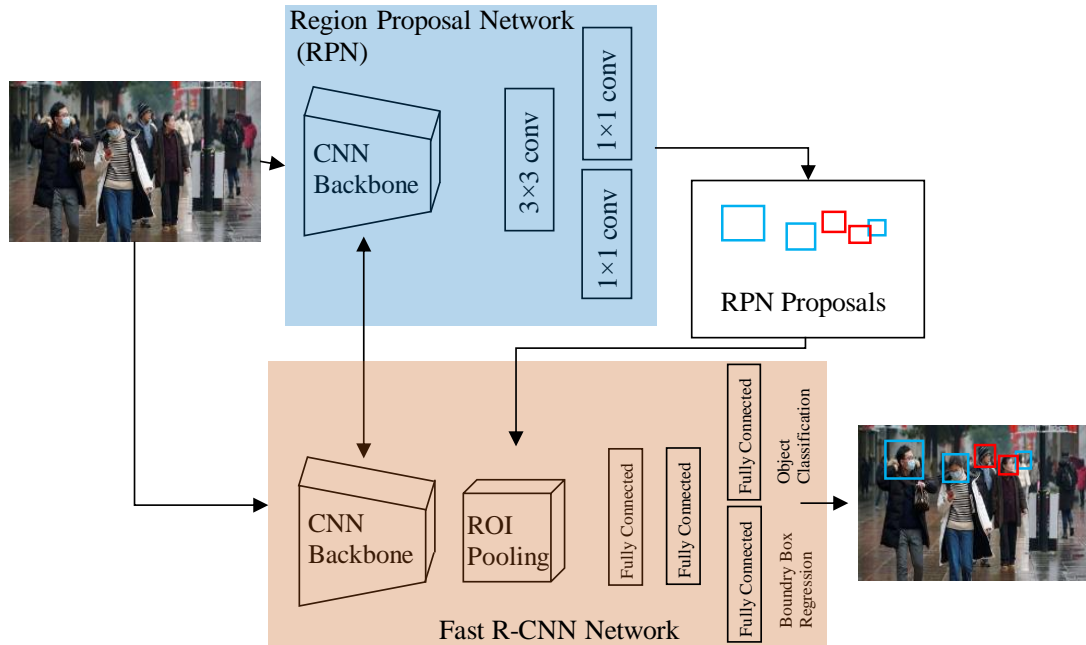 Region Proposal Network
(RPN)
CNN
Backbone
3×3 conv
1×1 conv
1×1 conv
RPN Proposals
CNN
Backbone
ROI
Pooling
Fully Connected
Fully Connected
Fully Connected
Fully Connected
Object
Classification
Boundry Box
Regression
Fast R-CNN Network